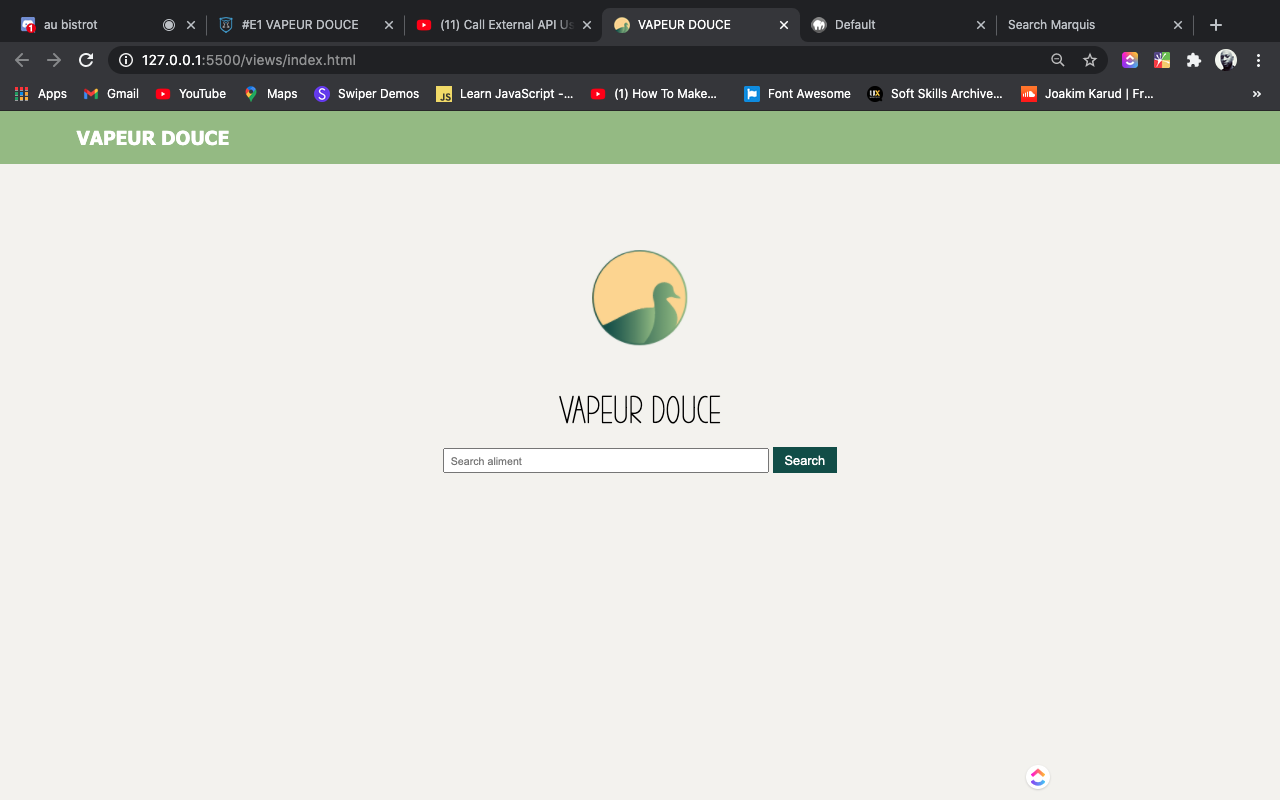 au bistrot
#E1 VAPEUR DOUCE
(11) Call External API Us
VAPEUR DOUCE
Default
Search Marquis
127.0.0.1:5500/views/index.html
Apps
Gmail
YouTube
Maps
Swiper Demos
Learn JavaScript -...
(1) How To Make...
Font Awesome
Soft Skills Archive...
Joakim Karud | Fr...
»
VAPEUR DOUCE
VAPEUR DOUCE
Search aliment
Search